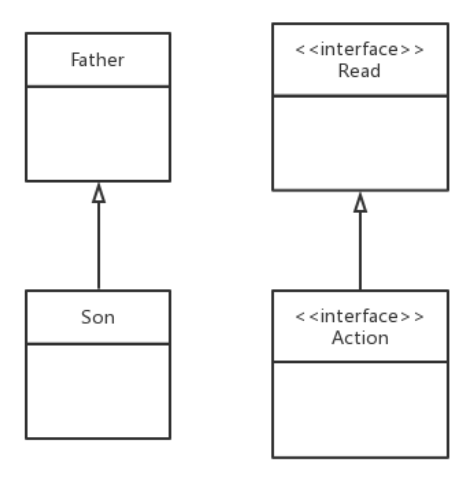 Father
<<interface>>
Read
Son
<<interface>>
Action